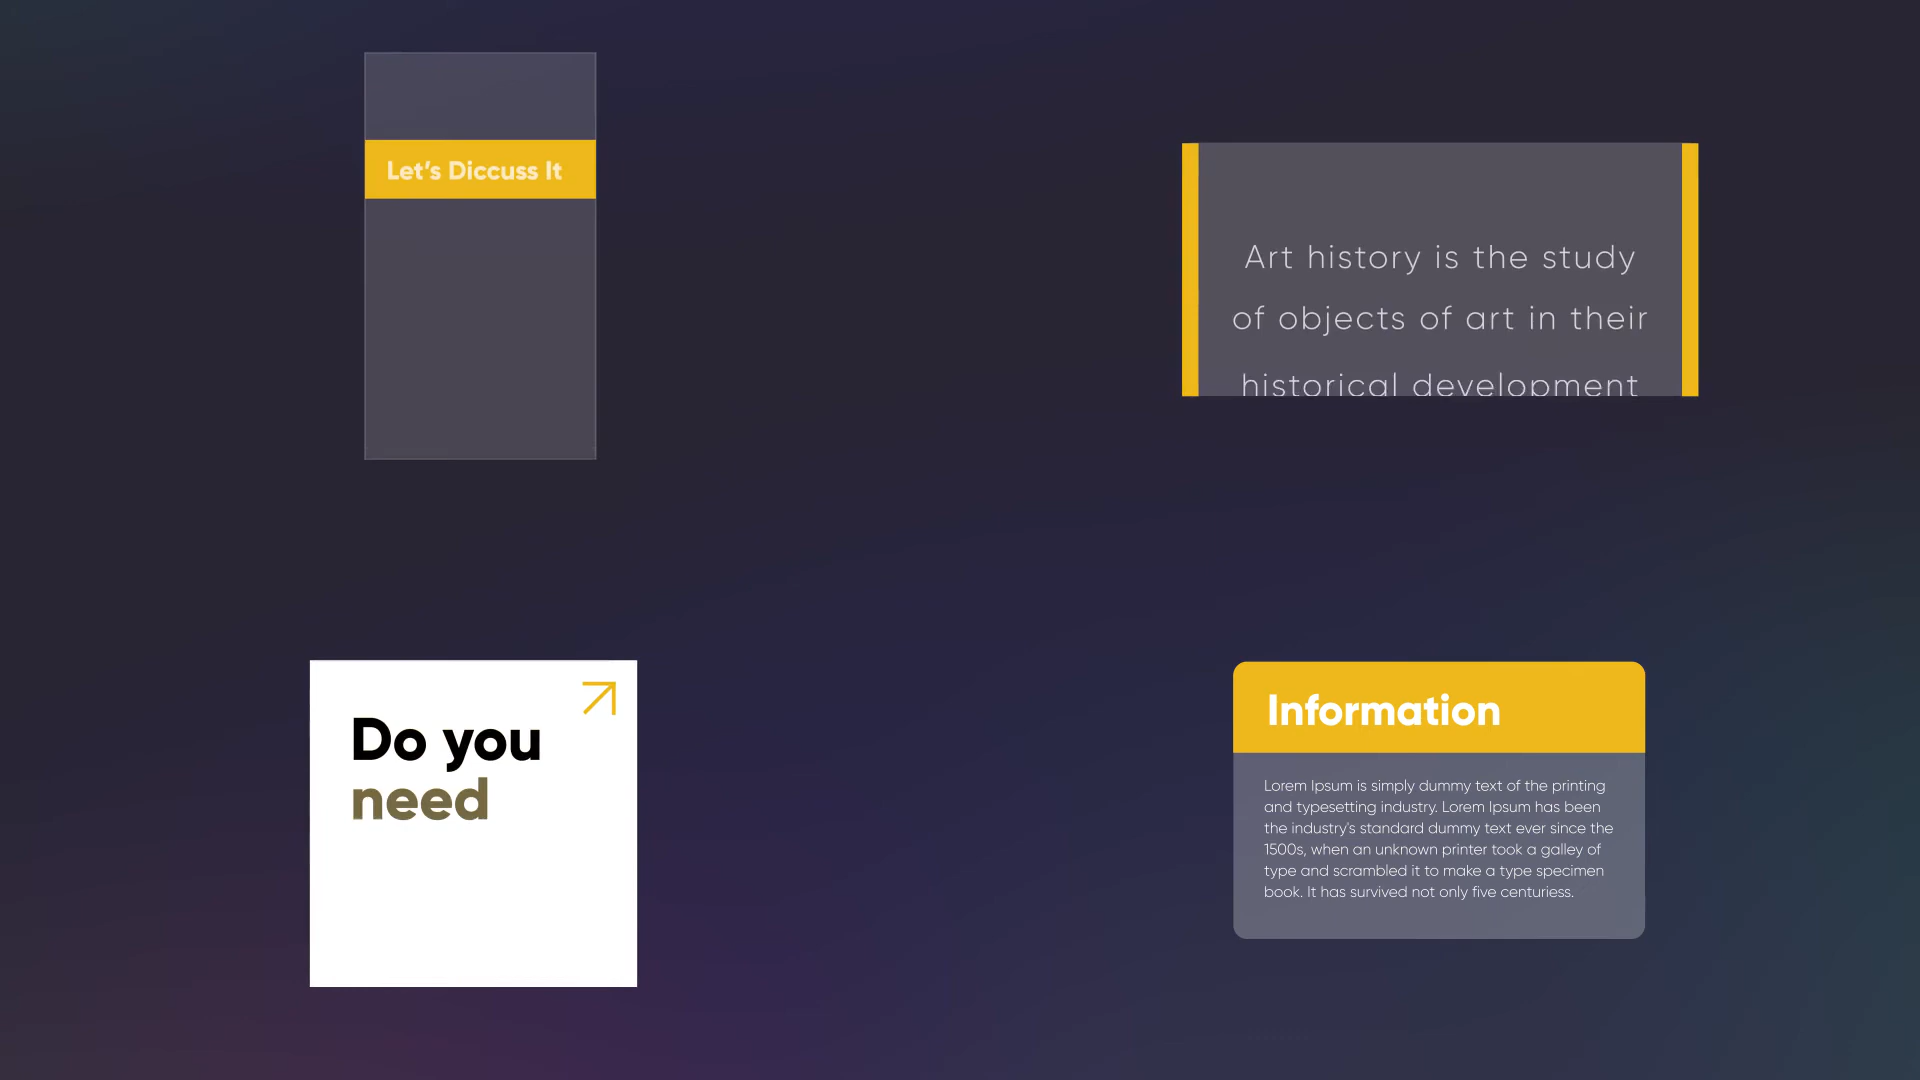 Let's Diccuss It
Art history is the study
of objects of art in their
historical development
Do you
need
Information
Lorem Ipsum is simply dummy text of the printing
and typesetting industry. Lorem Ipsum has been
the industry's standard dummy text ever since the
1500s, when an unknown printer took a galley of
type and scrambled it to make a type specimen
book. It has survived not only five centuriess.